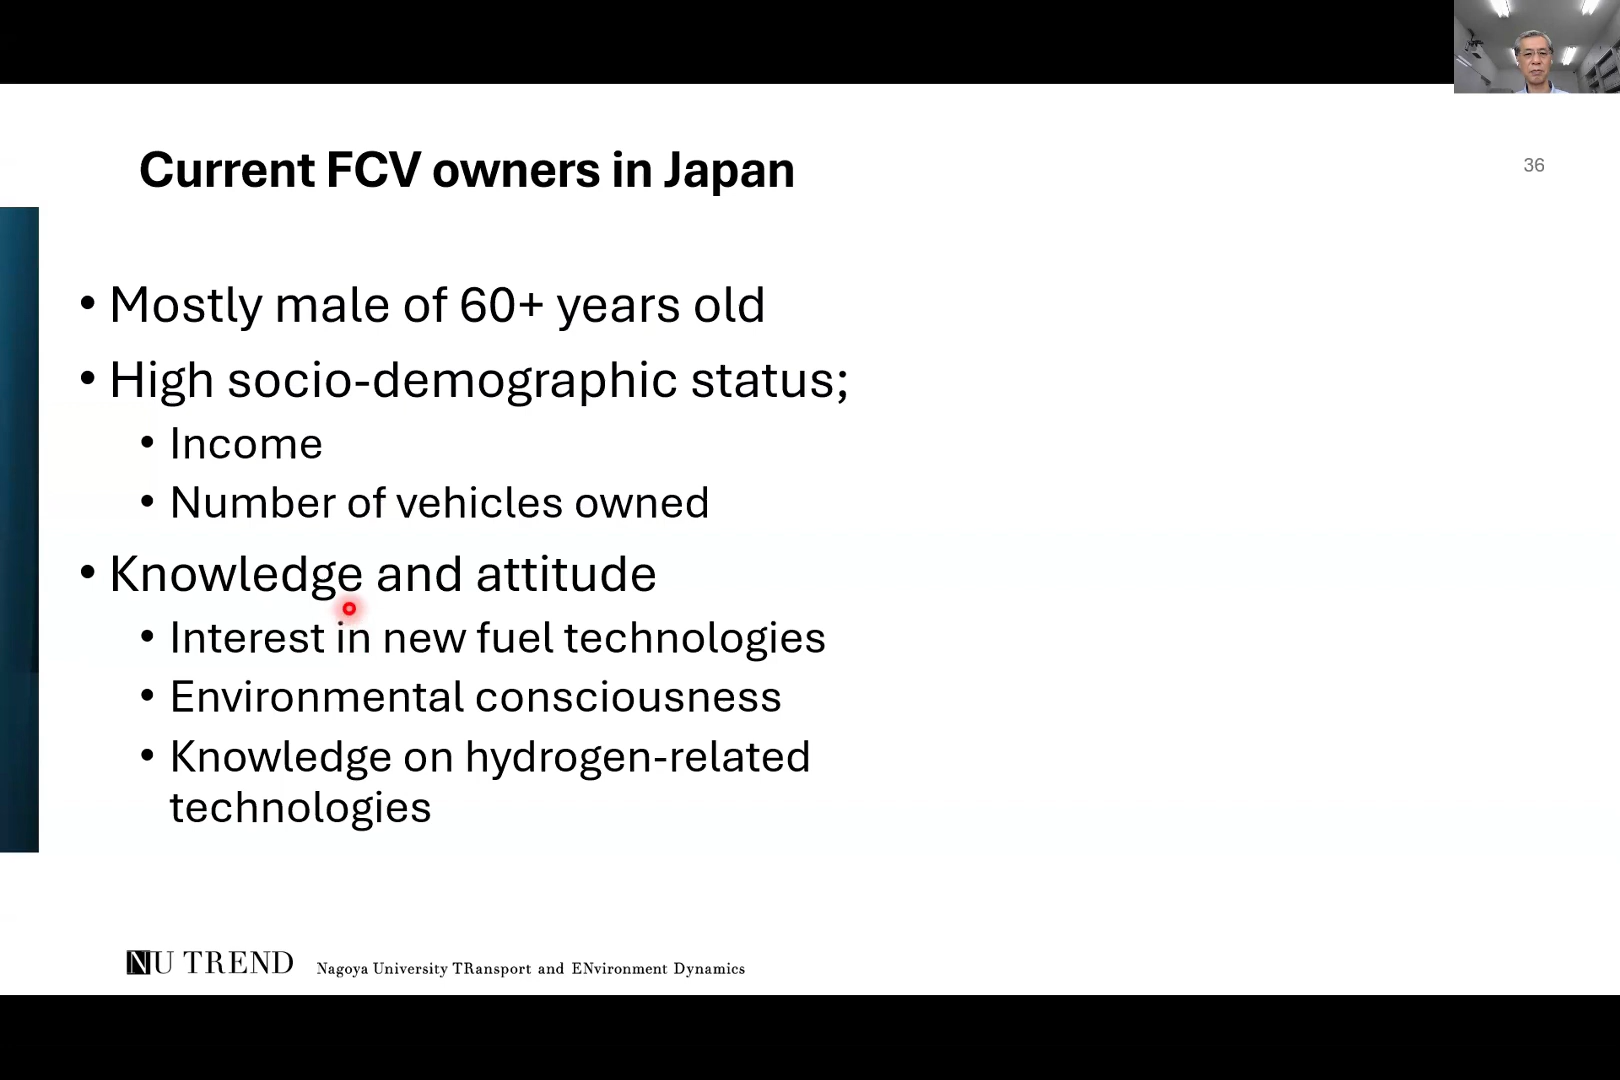 Current FCV owners in Japan
36
• Mostly male of 60+ years old
• High socio-demographic status;
• Income
• Number of vehicles owned
• Knowledge and attitude
• Interest in new fuel technologies
• Environmental consciousness
• Knowledge on hydrogen-related
technologies
NU TREND Nagoya University TRansport and ENvironment Dynamics